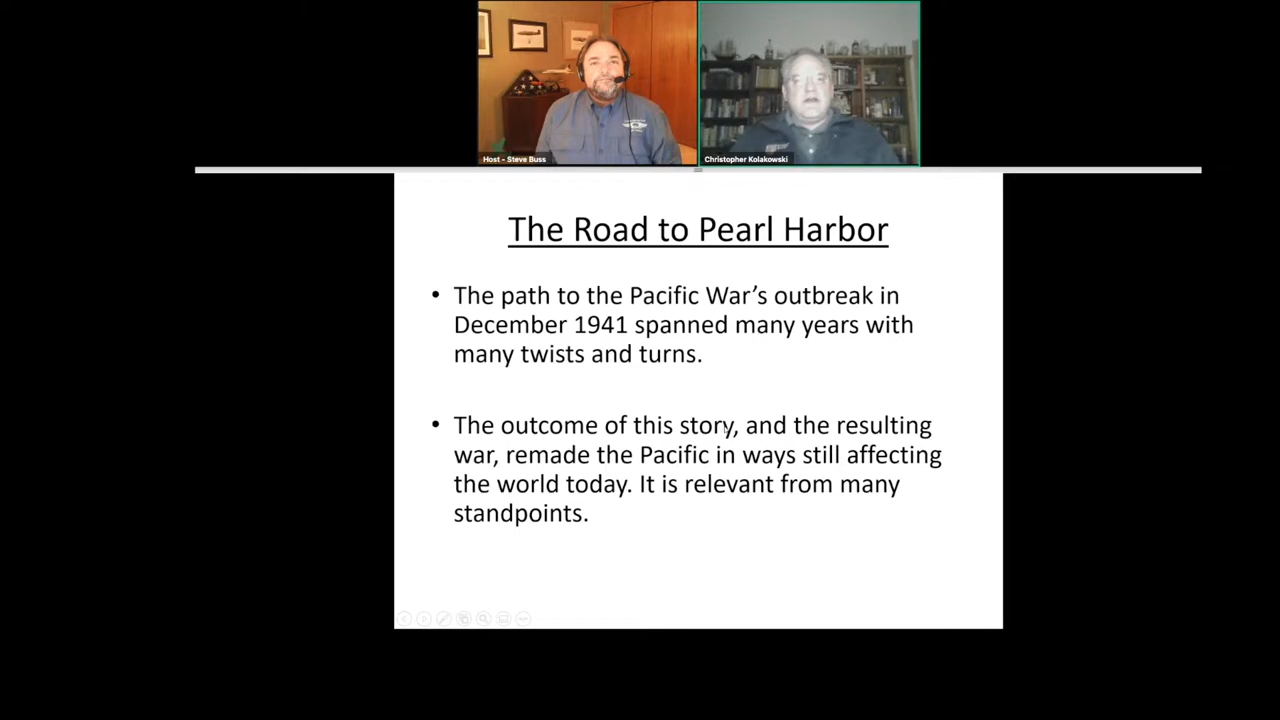 Host - Steve Buss
Christopher Kolakowski
The Road to Pearl Harbor
• The path to the Pacific War’s outbreak in
December 1941 spanned many years with
many twists and turns.
• The outcome of this story, and the resulting
war, remade the Pacific in ways still affecting
the world today. It is relevant from many
standpoints.